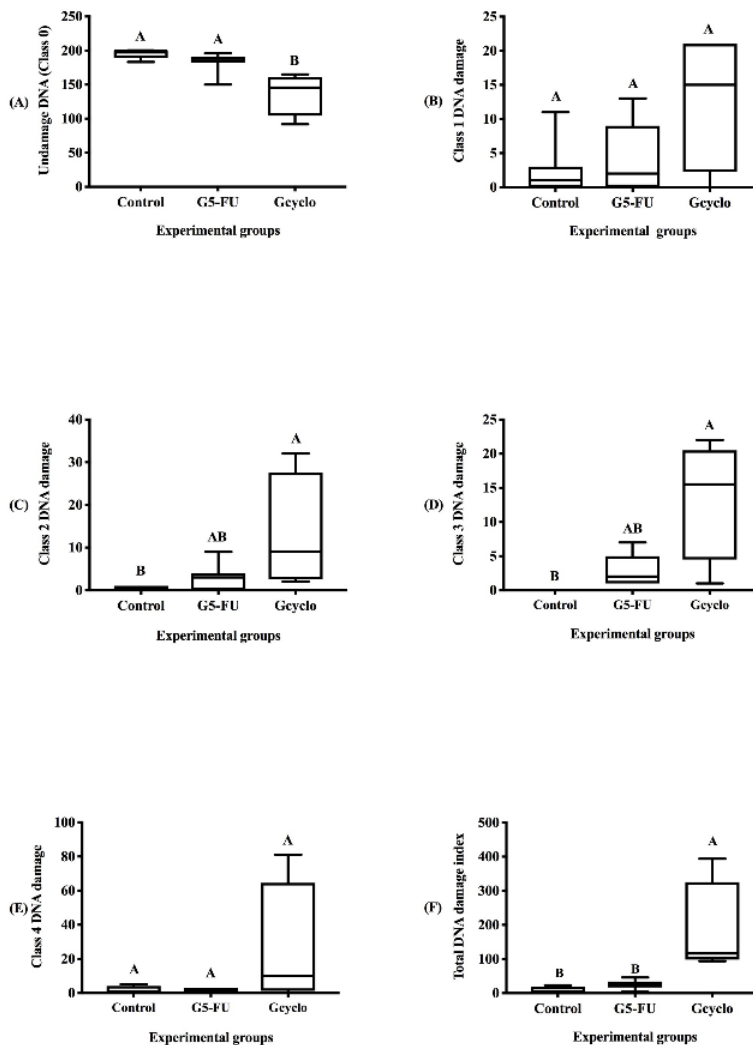 (A)
Undamage DNA (Class 0)
250
200
150
100
50
0
A
A
B
Control
G5-FU
Gcyclo
Experimental groups
(B)
Class 1 DNA damage
25
20
15
10
5
0
A
A
A
Control
G5-FU
Gcyclo
Experimental groups
(C)
Class 2 DNA damage
40
30
20
10
0
B
AB
A
Control
G5-FU
Gcyclo
Experimental groups
(D)
Class 3 DNA damage
25
20
15
10
5
0
B
AB
A
Control
G5-FU
Gcyclo
Experimental groups
(E)
Class 4 DNA damage
100
80
60
40
20
0
A
A
A
Control
G5-FU
Gcyclo
Experimental groups
(F)
Total DNA damage index
500
400
300
200
100
0
B
B
A
Control
G5-FU
Gcyclo
Experimental groups